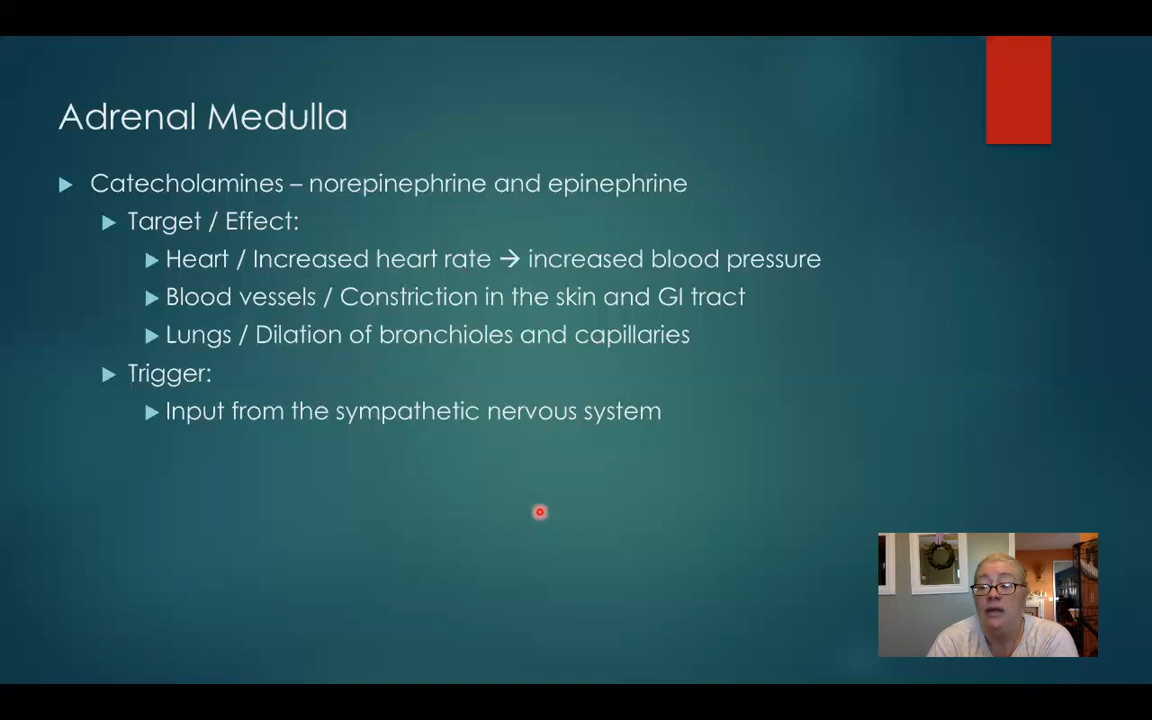 Adrenal Medulla
Catecholamines – norepinephrine and epinephrine
Target / Effect:
Heart / Increased heart rate → increased blood pressure
Blood vessels / Constriction in the skin and GI tract
Lungs / Dilation of bronchioles and capillaries
Trigger:
Input from the sympathetic nervous system